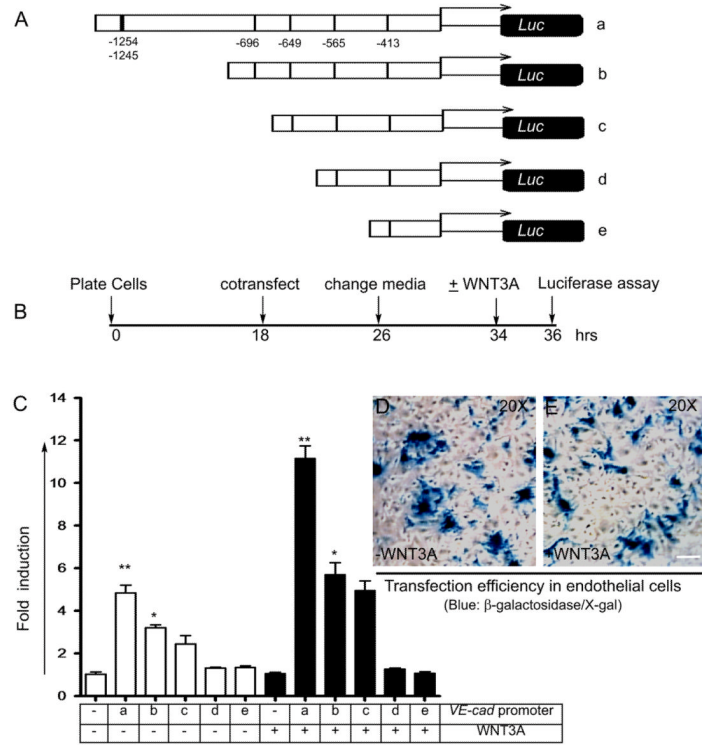 A
Luc a
-1254
-1245
-696 -649 -565 -413
Luc b
Luc c
Luc d
Luc e
Plate Cells cotransfect change media ± WNT3A Luciferase assay
B
0 18 26 34 36 hrs
C
Fold induction
14
12
10
8
6
4
2
0
** * ** *
- a b c d e - a b c d e VE-cad promoter
- - - - - - + + + + + + WNT3A
D 20X
-WNT3A
E 20X
+WNT3A
Transfection efficiency in endothelial cells
(Blue: β-galactosidase/X-gal)